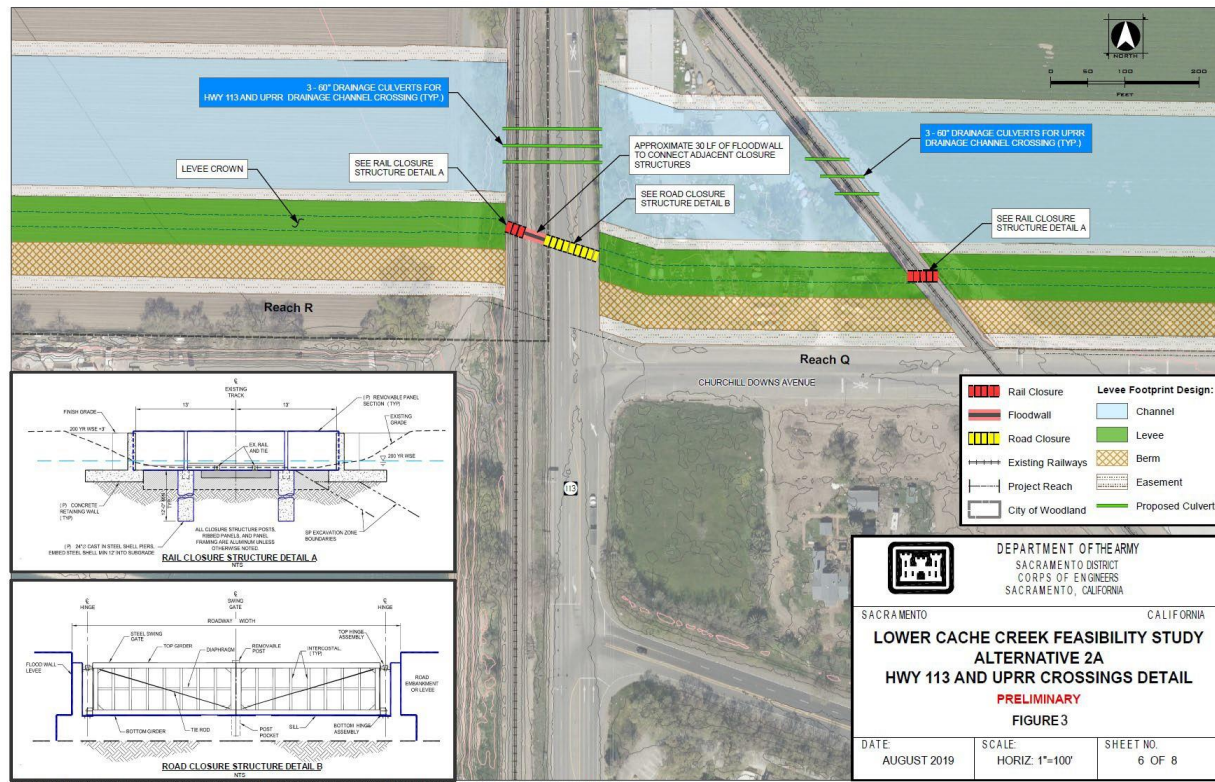 NORTH
0 50 100 200
FEET
3 - 60" DRAINAGE CULVERTS FOR
HWY 113 AND UPRR DRAINAGE CHANNEL CROSSING (TYP.)
LEVEE CROWN
SEE RAIL CLOSURE
STRUCTURE DETAIL A
APPROXIMATE 30 LF OF FLOODWALL
TO CONNECT ADJACENT CLOSURE
STRUCTURES
SEE ROAD CLOSURE
STRUCTURE DETAIL B
3 - 60" DRAINAGE CULVERTS FOR UPRR
DRAINAGE CHANNEL CROSSING (TYP.)
SEE RAIL CLOSURE
STRUCTURE DETAIL A
Reach R
Reach Q
CHURCHILL DOWNS AVENUE
113
℄
EXISTING
TRACK
13'
13'
(P) REMOVABLE PANEL
SECTION (TYP)
FINISH GRADE
EXISTING
GRADE
200 YR WSE +3'
EX. RAIL
AND TIE
200 YR WSE
(P) CONCRETE
RETAINING WALL
(TYP)
12'-0" MIN
TYP
ALL CLOSURE STRUCTURE POSTS,
RIBBED PANELS, AND PANEL
FRAMING ARE ALUMINUM UNLESS
OTHERWISE NOTED
SP EXCAVATION ZONE
BOUNDARIES
(P) 24"∅ CAST IN STEEL SHELL PIERS,
EMBED STEEL SHELL MIN 12' INTO SUBGRADE
RAIL CLOSURE STRUCTURE DETAIL A
NTS
℄
HINGE
℄
SWING
GATE
℄
HINGE
ROADWAY WIDTH
STEEL SWING
GATE
TOP GIRDER
DIAPHRAGM
REMOVABLE
POST
INTERCOSTAL
(TYP)
TOP HINGE
ASSEMBLY
FLOOD WALL
LEVEE
ROAD
EMBANKMENT
OR LEVEE
BOTTOM GIRDER
TIE ROD
POST
POCKET
SILL
BOTTOM HINGE
ASSEMBLY
ROAD CLOSURE STRUCTURE DETAIL B
NTS
Rail Closure
Floodwall
Road Closure
Existing Railways
Project Reach
City of Woodland
Levee Footprint Design:
Channel
Levee
Berm
Easement
Proposed Culvert
DEPARTMENT OF THE ARMY
SACRAMENTO DISTRICT
CORPS OF ENGINEERS
SACRAMENTO, CALIFORNIA
SACRAMENTO CALIFORNIA
LOWER CACHE CREEK FEASIBILITY STUDY
ALTERNATIVE 2A
HWY 113 AND UPRR CROSSINGS DETAIL
PRELIMINARY
FIGURE 3
DATE:
AUGUST 2019
SCALE:
HORIZ: 1"=100'
SHEET NO.
6 OF 8